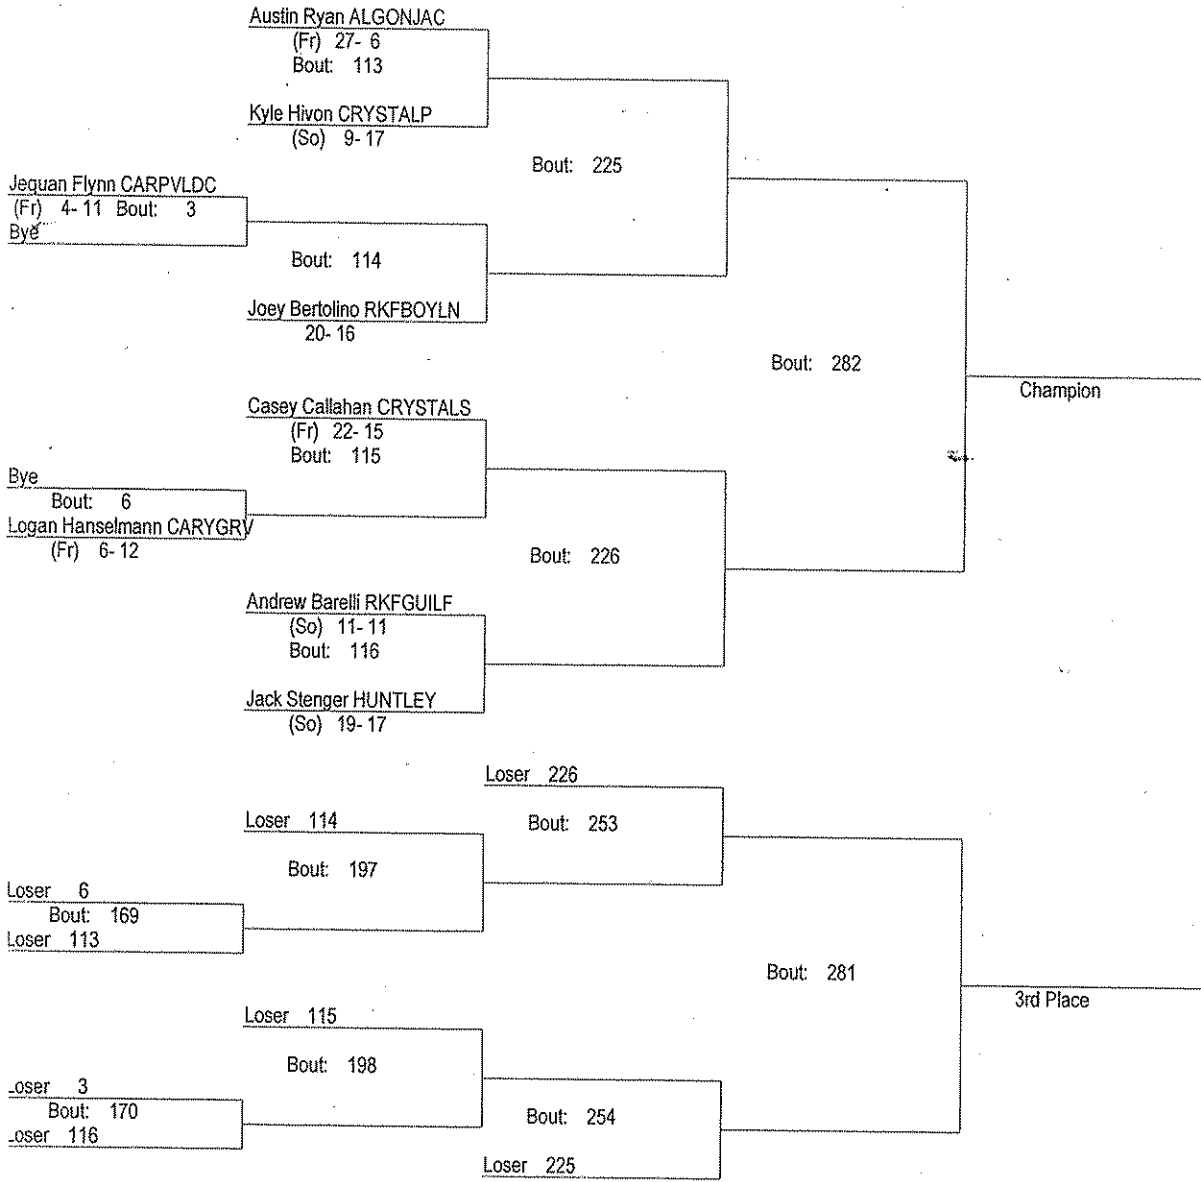 Austin Ryan ALGONJAC
(Fr) 27- 6
Bout: 113
Kyle Hivon CRYSTALP
(So) 9- 17
Bout: 225
Jequan Flynn CARPVLDC
(Fr) 4- 11 Bout: 3
Bye
Bout: 114
Joey Bertolino RKFBOYLN
20- 16
Bout: 282
Champion
Casey Callahan CRYSTALS
(Fr) 22- 15
Bout: 115
Bye
Bout: 6
Logan Hanselmann CARYGRV
(Fr) 6- 12
Bout: 226
Andrew Barelli RKFGUILF
(So) 11- 11
Bout: 116
Jack Stenger HUNTLEY
(So) 19- 17
Loser 226
Loser 114
Bout: 253
Bout: 197
Loser 6
Bout: 169
Loser 113
Bout: 281
3rd Place
Loser 115
Bout: 198
Loser 3
Bout: 170
Loser 116
Bout: 254
Loser 225